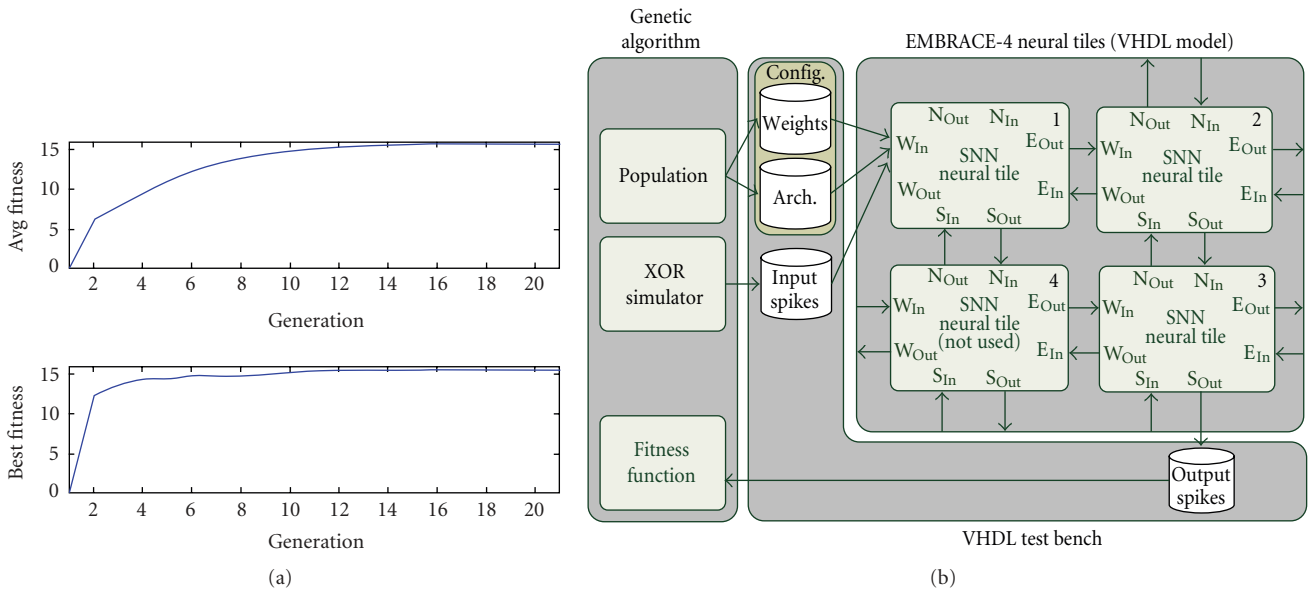 15
10
5
0
Avg fitness
2 4 6 8 10 12 14 16 18 20
Generation
15
10
5
0
Best fitness
2 4 6 8 10 12 14 16 18 20
Generation
(a)
Genetic
algorithm
Population
XOR
simulator
Fitness
function
Config.
Weights
Arch.
Input
spikes
EMBRACE-4 neural tiles (VHDL model)
1
NOut NIn
WIn EOut
SNN
neural tile
WOut EIn
SIn SOut
2
NOut NIn
WIn EOut
SNN
neural tile
WOut EIn
SIn SOut
4
NOut NIn
WIn EOut
SNN
neural tile
(not used)
WOut EIn
SIn SOut
3
NOut NIn
WIn EOut
SNN
neural tile
WOut EIn
SIn SOut
Output
spikes
VHDL test bench
(b)